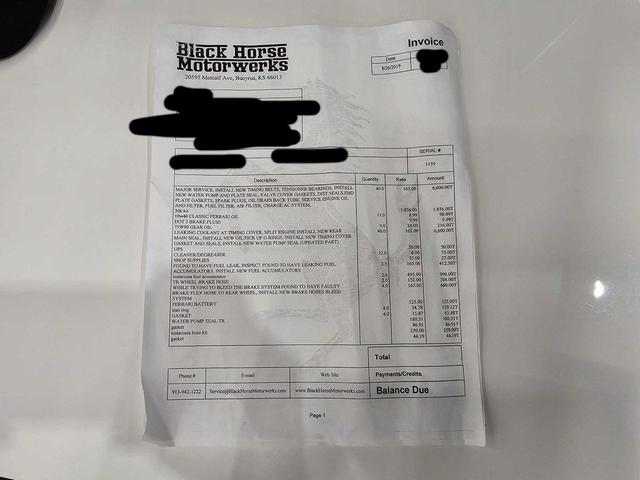 Black Horse
Motorwerks
20595 Metcalf Ave, Bucyrus, KS 66013
Invoice
Date
8/26/2019
SERIAL #
1159
Description Quantity Rate Amount
MAJOR SERVICE, INSTALL NEW TIMING BELTS, TENSIONER BEARINGS, INSTALL 40.0 165.00 6,600.00T
NEW WATER PUMP AND PLATE SEAL, VALVE COVER GASKETS, DIST SEALS,END
PLATE GASKETS, SPARK PLUGS, OIL DRAIN BACK TUBE, SERVICE ENGINE OIL
AND FILTER, FUEL FILTER, AIR FILTER, CHARGE AC SYSTEM,
30k kit 1,856.00 1,856.00T
10w40 CLASSIC FERRARI OIL 11.0 8.99 98.89T
DOT 3 BRAKE FLUID 9.99 9.99T
75W90 GEAR OIL 9.0 24.00 216.00T
LEAKING COOLANT AT TIMING COVER, SPLIT ENGINE INSTALL NEW REAR 40.0 165.00 6,600.00T
MAIN SEAL, INSTALL NEW OIL PICK UP O RINGS, INSTALL NEW TIMING COVER
GASKET AND SEALS, INSTALL NEW WATER PUMP SEAL (UPDATED PART)
UPS 50.00 50.00T
CLEANER/DEGREASER 12.0 6.00 72.00T
SHOP SUPPLIES 25.00 25.00T
FOUND TO HAVE FUEL LEAK, INSPECT FOUND TO HAVE LEAKING FUEL 2.5 165.00 412.50T
ACCUMULATORS. INSTALL NEW FUEL ACCUMULATORS
testarossa fuel accumulator 2.0 495.00 990.00T
TR WHEEL BRAKE HOSE 2.0 152.00 304.00T
WHILE TRYING TO BLEED THE BRAKE SYSTEM FOUND TO HAVE FAULTY 4.0 165.00 660.00T
BRAKE FLEX HOSE TO REAR WHEEL, INSTALL NEW BRAKE HOSES BLEED
SYSTEM
FERRARI BATTERY 125.00 125.00T
seal ring 4.0 34.78 139.12T
GASKET 4.0 15.87 63.48T
WATER PUMP SEAL TR 180.51 180.51T
gasket 86.91 86.91T
testarossa hose kit 259.00T
gasket 44.19 44.19T
Total
Payments/Credits
Balance Due
Phone # E-mail Web Site
913-942-1222 Service@BlackHorseMotorwerks.com www.BlackHorseMotorwerks.com
Page 1